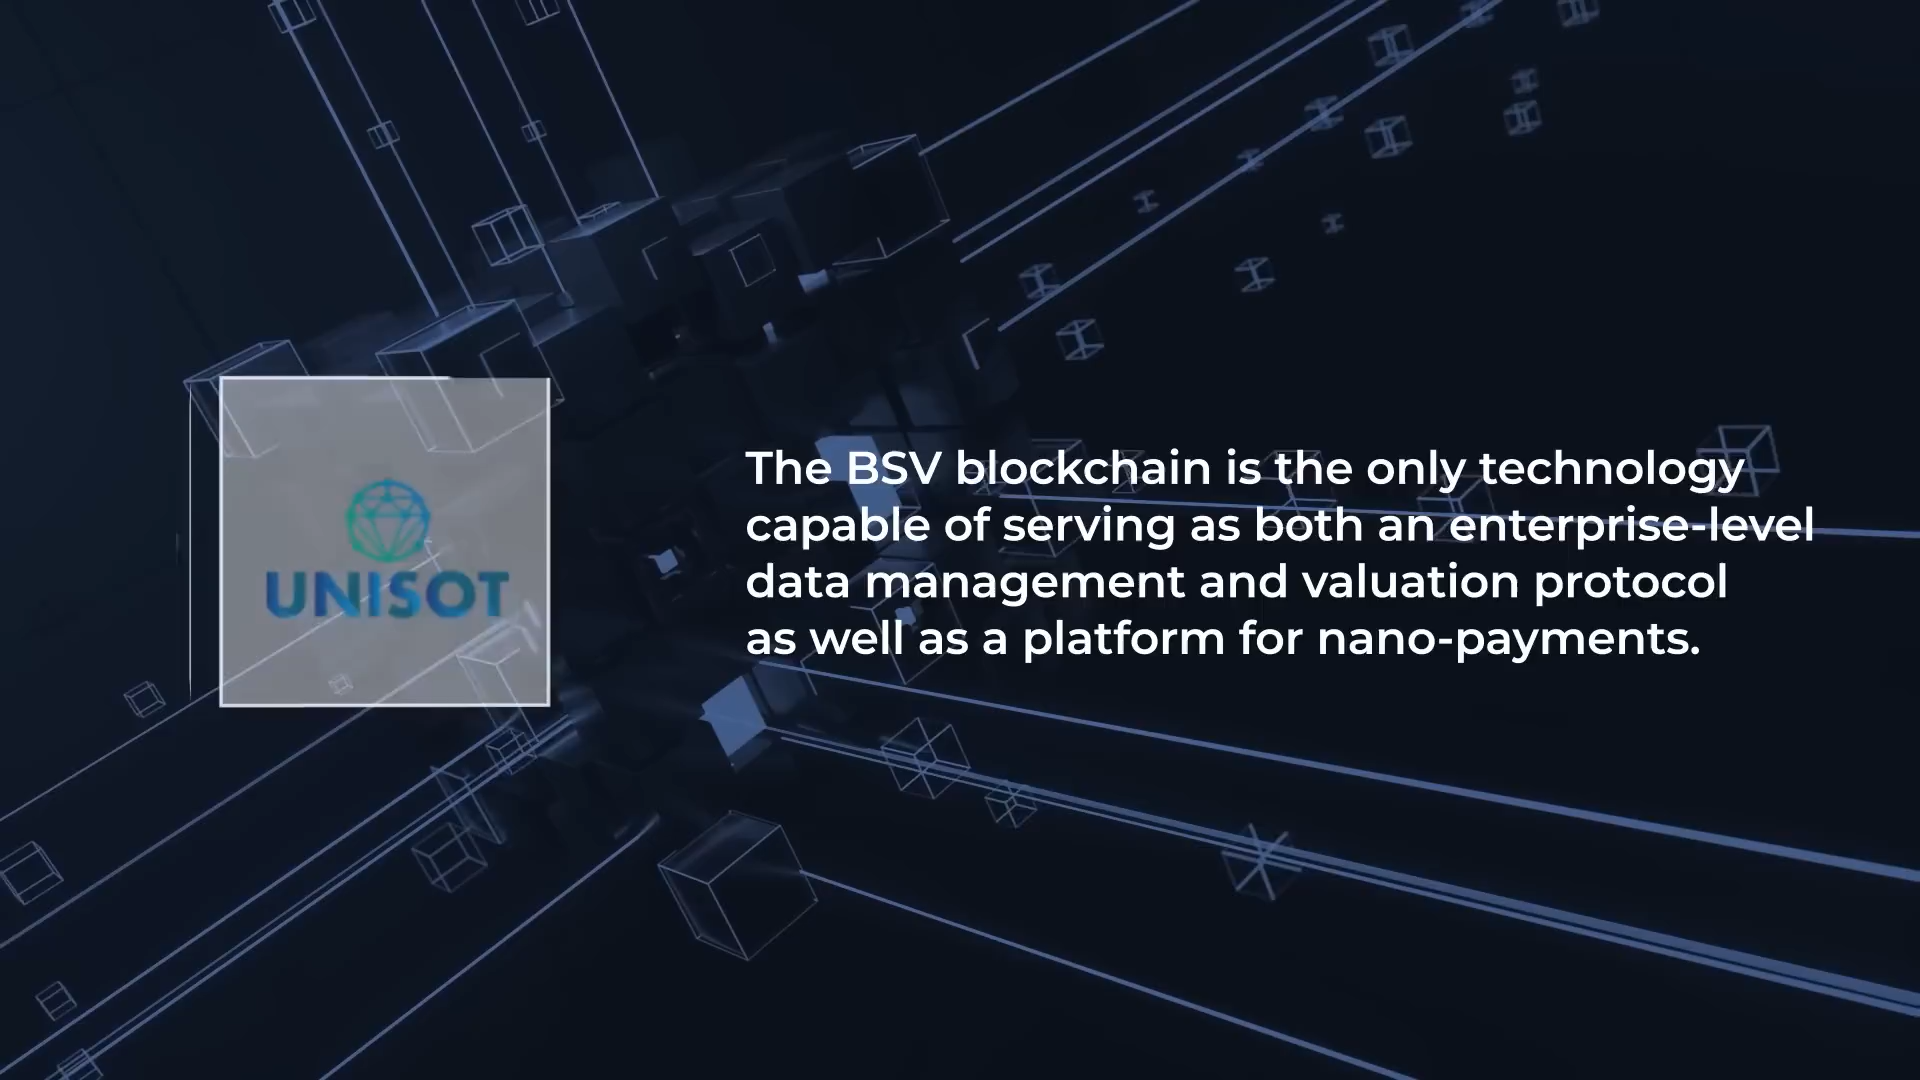 UNISOT
The BSV blockchain is the only technology
capable of serving as both an enterprise-level
data management and valuation protocol
as well as a platform for nano-payments.